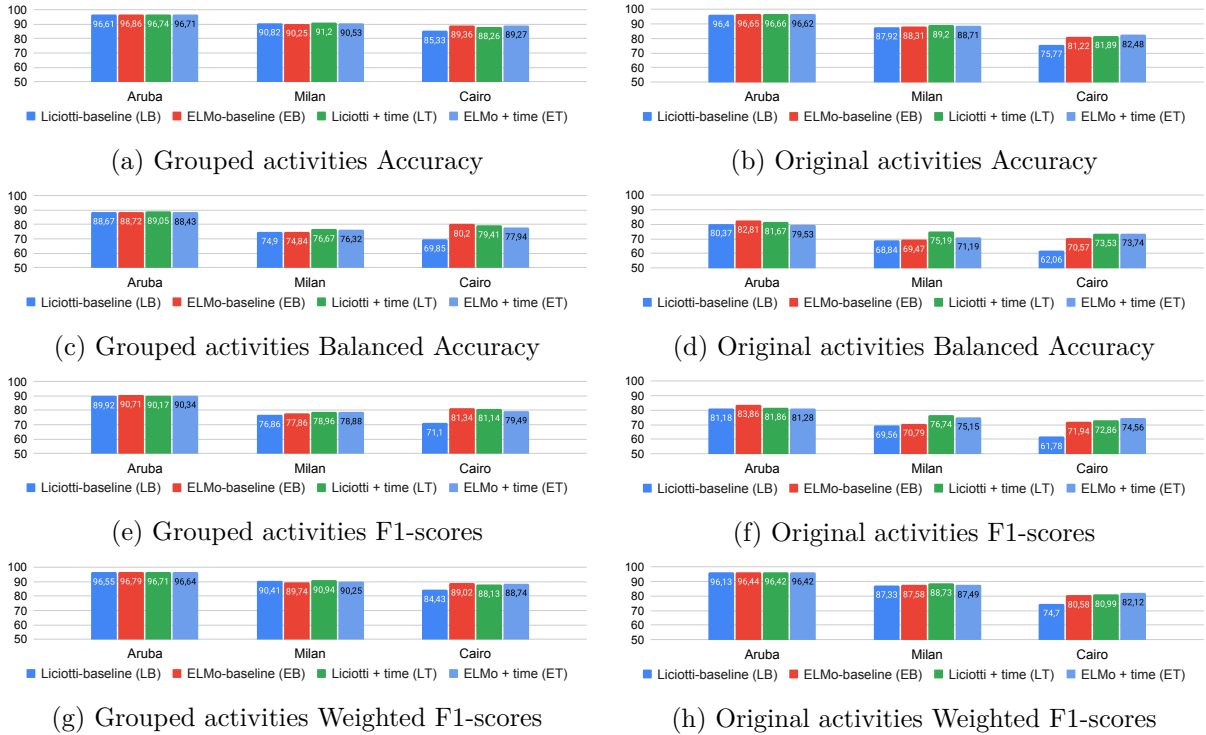 100
90
80
70
60
50
96,61 96,86 96,74 96,71
90,82 90,25 91,2 90,53
85,33 89,36 88,26 89,27
Aruba Milan Cairo
Liciotti-baseline (LB) ELMo-baseline (EB) Liciotti + time (LT) ELMo + time (ET)
(a) Grouped activities Accuracy
100
90
80
70
60
50
96,4 96,65 96,66 96,62
87,92 88,31 89,2 88,71
75,77 81,22 81,89 82,48
Aruba Milan Cairo
Liciotti-baseline (LB) ELMo-baseline (EB) Liciotti + time (LT) ELMo + time (ET)
(b) Original activities Accuracy
100
90
80
70
60
50
88,67 88,72 89,05 88,43
74,9 74,84 76,67 76,32
69,85 80,2 79,41 77,94
Aruba Milan Cairo
Liciotti-baseline (LB) ELMo-baseline (EB) Liciotti + time (LT) ELMo + time (ET)
(c) Grouped activities Balanced Accuracy
100
90
80
70
60
50
80,37 82,81 81,67 79,53
68,84 69,47 75,19 71,19
62,06 70,57 73,53 73,74
Aruba Milan Cairo
Liciotti-baseline (LB) ELMo-baseline (EB) Liciotti + time (LT) ELMo + time (ET)
(d) Original activities Balanced Accuracy
100
90
80
70
60
50
89,92 90,71 90,17 90,34
76,86 77,86 78,96 78,88
71,1 81,34 81,14 79,49
Aruba Milan Cairo
Liciotti-baseline (LB) ELMo-baseline (EB) Liciotti + time (LT) ELMo + time (ET)
(e) Grouped activities F1-scores
100
90
80
70
60
50
81,18 83,86 81,86 81,28
69,56 70,79 76,74 75,15
61,78 71,94 72,86 74,56
Aruba Milan Cairo
Liciotti-baseline (LB) ELMo-baseline (EB) Liciotti + time (LT) ELMo + time (ET)
(f) Original activities F1-scores
100
90
80
70
60
50
96,55 96,79 96,71 96,64
90,41 89,74 90,94 90,25
84,43 89,02 88,13 88,74
Aruba Milan Cairo
Liciotti-baseline (LB) ELMo-baseline (EB) Liciotti + time (LT) ELMo + time (ET)
(g) Grouped activities Weighted F1-scores
100
90
80
70
60
50
96,13 96,44 96,42 96,42
87,33 87,58 88,73 87,49
74,7 80,58 80,99 82,12
Aruba Milan Cairo
Liciotti-baseline (LB) ELMo-baseline (EB) Liciotti + time (LT) ELMo + time (ET)
(h) Original activities Weighted F1-scores